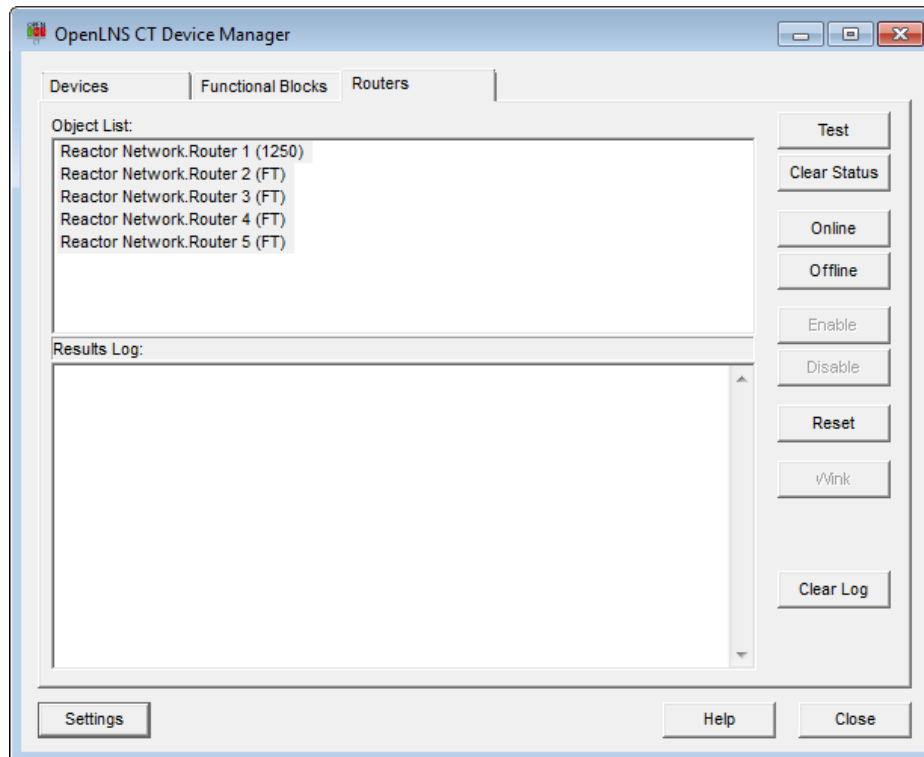 OpenLNS CT Device Manager
Devices
Functional Blocks
Routers
Object List:
Reactor Network.Router 1 (1250)
Reactor Network.Router 2 (FT)
Reactor Network.Router 3 (FT)
Reactor Network.Router 4 (FT)
Reactor Network.Router 5 (FT)
Results Log:
Test
Clear Status
Online
Offline
Enable
Disable
Reset
Wink
Clear Log
Settings
Help
Close